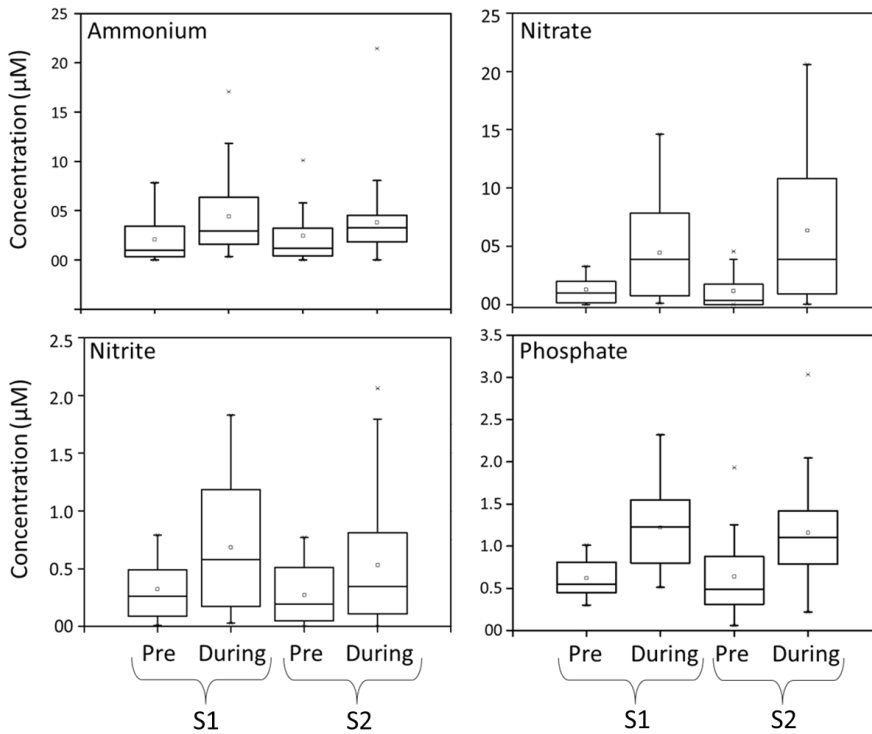 Ammonium
Concentration (μM)
25
20
15
10
05
00
Nitrate
25
20
15
10
05
00
Nitrite
Concentration (μM)
2.5
2.0
1.5
1.0
0.5
00
Pre During Pre During
S1 S2
Phosphate
3.5
3.0
2.5
2.0
1.5
1.0
0.5
00
Pre During Pre During
S1 S2